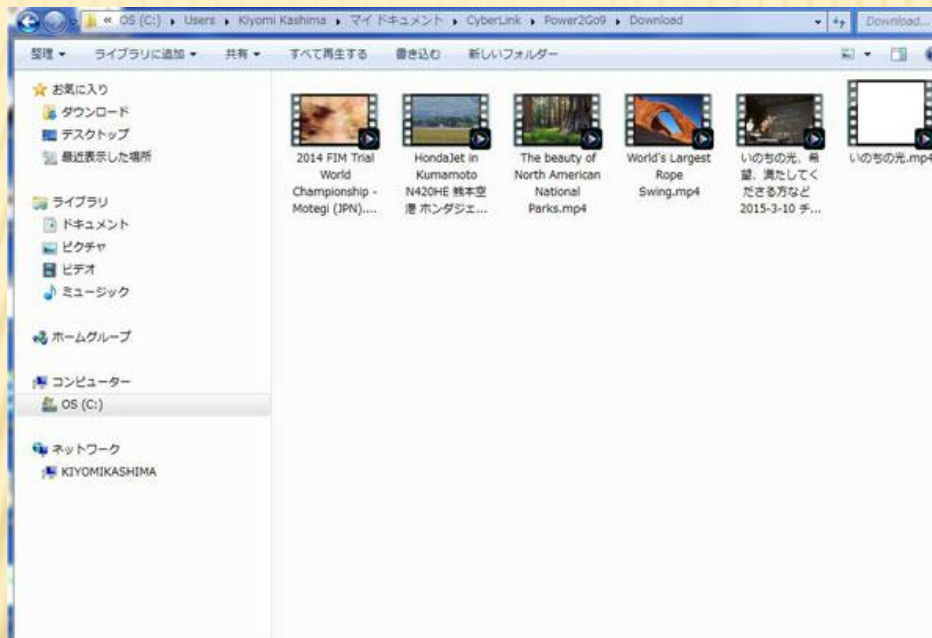 « OS (C:) ▸ Users ▸ Kiyomi Kashima ▸ マイ ドキュメント ▸ CyberLink ▸ Power2Go9 ▸ Download
Download...
整理 ライブラリに追加 共有 すべて再生する 書き込む 新しいフォルダー
お気に入り
ダウンロード
デスクトップ
最近表示した場所
ライブラリ
ドキュメント
ピクチャ
ビデオ
ミュージック
ホームグループ
コンピューター
OS (C:)
ネットワーク
KIYOMIKASHIMA
2014 FIM Trial
World
Championship -
Motegi (JPN)....
HondaJet in
Kumamoto
N420HE 熊本空
港 ホンダジェ...
The beauty of
North American
National
Parks.mp4
World's Largest
Rope
Swing.mp4
いのちの光、希
望、満たしてく
ださる方など
2015-3-10 チ...
いのちの光.mp4